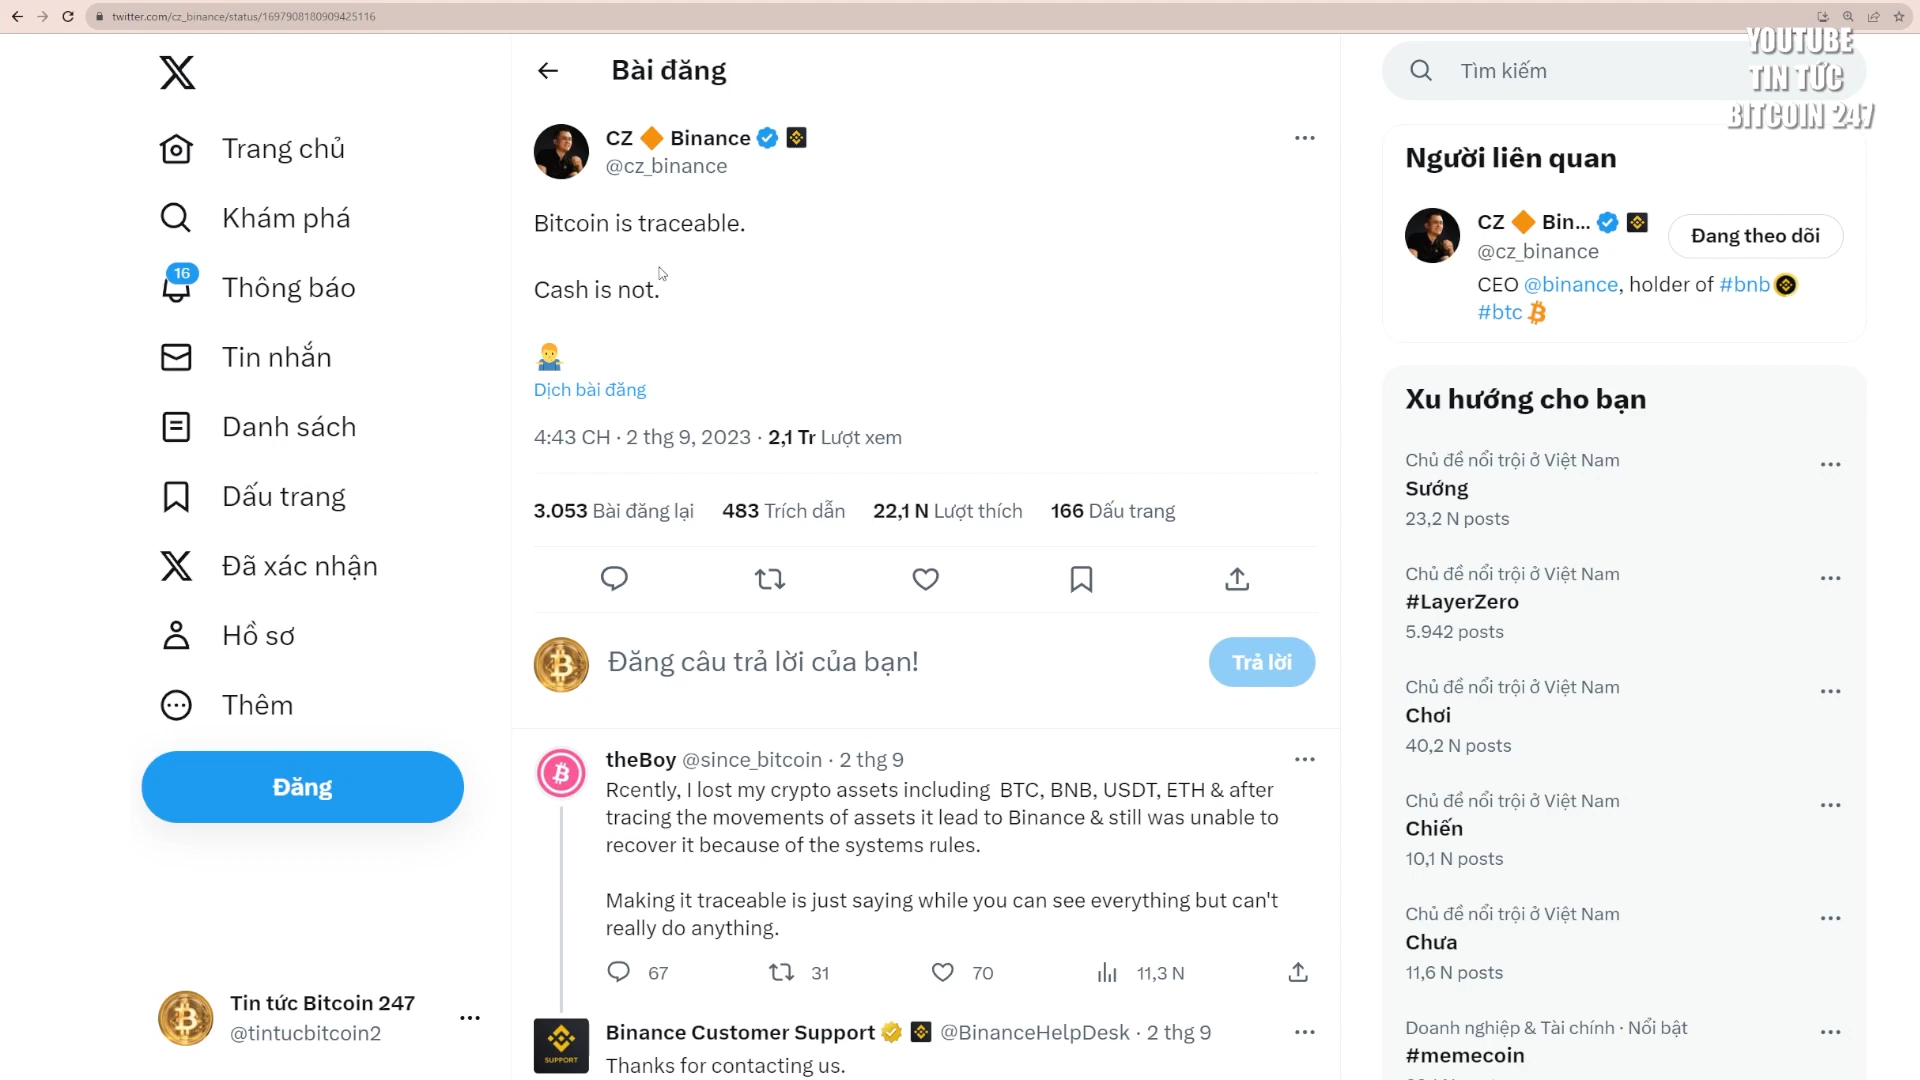 twitter.com/cz_binance/status/1697908180909425116
YOUTUBE
TIN TỨC
BITCOIN 247
Trang chủ
Khám phá
16
Thông báo
Tin nhắn
Danh sách
Dấu trang
Đã xác nhận
Hồ sơ
Thêm
Đăng
Tin tức Bitcoin 247
@tintucbitcoin2
Bài đăng
CZ 🔶 Binance
@cz_binance
Bitcoin is traceable.
Cash is not.
🤷‍♂️
Dịch bài đăng
4:43 CH · 2 thg 9, 2023 · 2,1 Tr Lượt xem
3.053 Bài đăng lại 483 Trích dẫn 22,1 N Lượt thích 166 Dấu trang
Đăng câu trả lời của bạn!
Trả lời
theBoy @since_bitcoin · 2 thg 9
Rcently, I lost my crypto assets including BTC, BNB, USDT, ETH & after
tracing the movements of assets it lead to Binance & still was unable to
recover it because of the systems rules.
Making it traceable is just saying while you can see everything but can't
really do anything.
67 31 70 11,3 N
SUPPORT
Binance Customer Support @BinanceHelpDesk · 2 thg 9
Thanks for contacting us.
Tìm kiếm
Người liên quan
CZ 🔶 Bin...
@cz_binance
Đang theo dõi
CEO @binance, holder of #bnb
#btc
Xu hướng cho bạn
Chủ đề nổi trội ở Việt Nam
Sướng
23,2 N posts
Chủ đề nổi trội ở Việt Nam
#LayerZero
5.942 posts
Chủ đề nổi trội ở Việt Nam
Chơi
40,2 N posts
Chủ đề nổi trội ở Việt Nam
Chiến
10,1 N posts
Chủ đề nổi trội ở Việt Nam
Chưa
11,6 N posts
Doanh nghiệp & Tài chính · Nổi bật
#memecoin